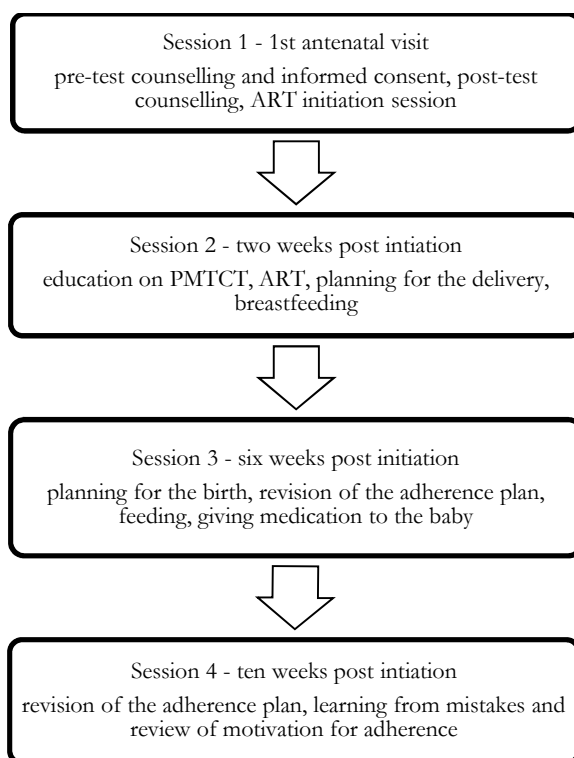 Session 1 - 1st antenatal visit
pre-test counselling and informed consent, post-test
counselling, ART initiation session
Session 2 - two weeks post intiation
education on PMTCT, ART, planning for the delivery,
breastfeeding
Session 3 - six weeks post initiation
planning for the birth, revision of the adherence plan,
feeding, giving medication to the baby
Session 4 - ten weeks post intiation
revision of the adherence plan, learning from mistakes and
review of motivation for adherence